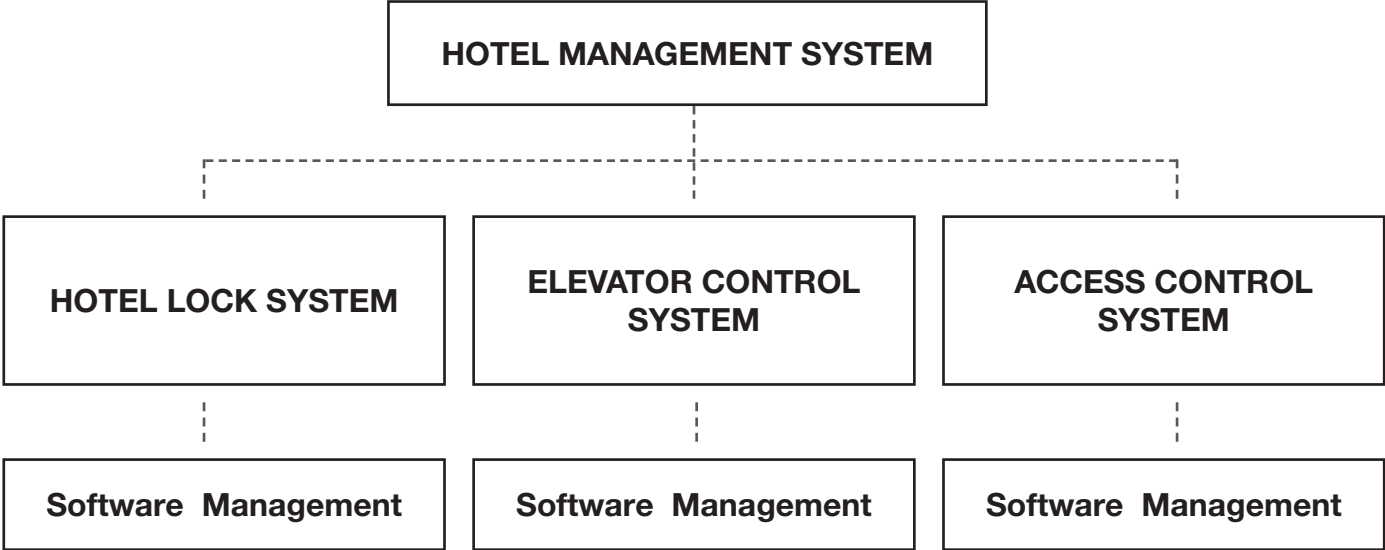 HOTEL MANAGEMENT SYSTEM
HOTEL LOCK SYSTEM
ELEVATOR CONTROL
SYSTEM
ACCESS CONTROL
SYSTEM
Software Management
Software Management
Software Management